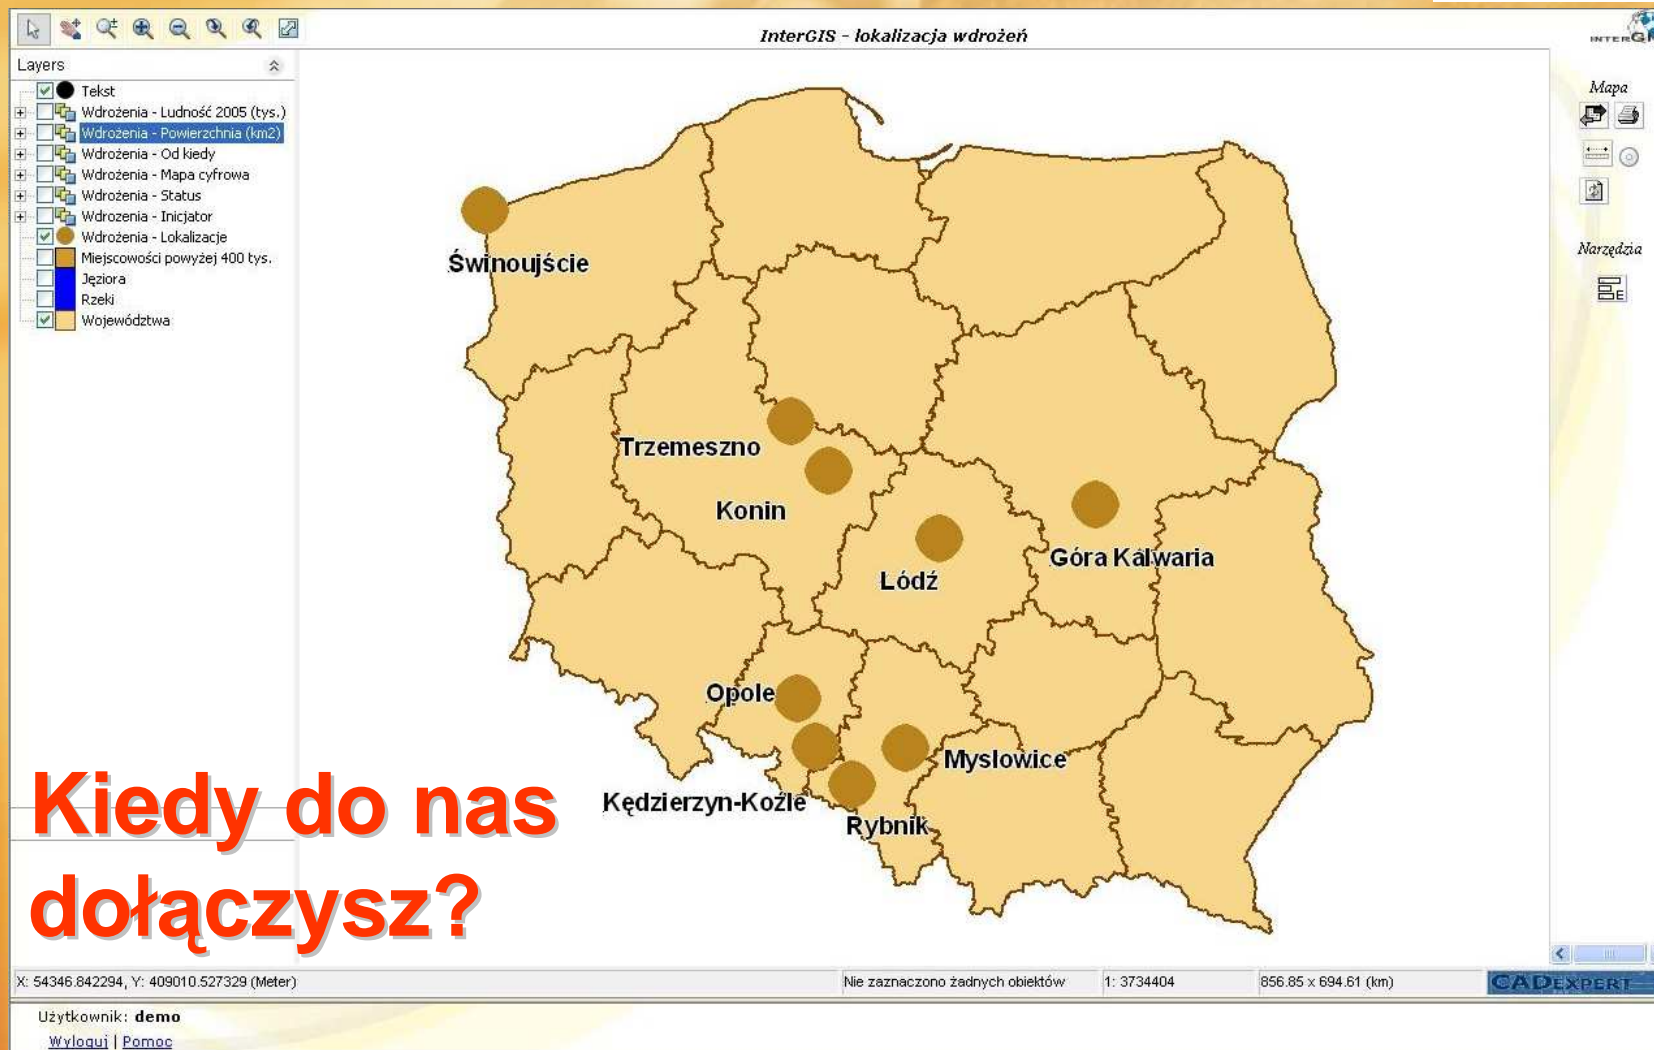 InterGIS - lokalizacja wdrożeń
Layers
Tekst
Wdrożenia - Ludność 2005 (tys.)
Wdrożenia - Powierzchnia (km2)
Wdrożenia - Od kiedy
Wdrożenia - Mapa cyfrowa
Wdrożenia - Status
Wdrozenia - Inicjator
Wdrożenia - Lokalizacje
Miejscowości powyżej 400 tys.
Jęziora
Rzeki
Województwa
Mapa
Narzędzia
E
Świnoujście
Trzemeszno
Konin
Łódź
Góra Kalwaria
Opole
Mysłowice
Kędzierzyn-Koźle
Rybnik
Kiedy do nas
dołączysz?
X: 54346.842294, Y: 409010.527329 (Meter)
Nie zaznaczono żadnych obiektów
1: 3734404
856.85 x 694.61 (km)
CADEXPERT
Użytkownik: demo
Wyloguj | Pomoc